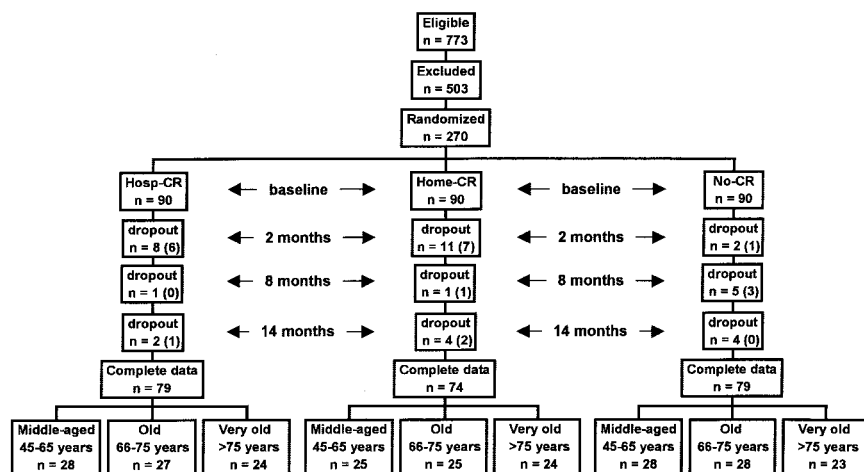 Eligible
n = 773
Excluded
n = 503
Randomized
n = 270
Hosp-CR
n = 90
baseline
Home-CR
n = 90
baseline
No-CR
n = 90
dropout
n = 8 (6)
2 months
dropout
n = 11 (7)
2 months
dropout
n = 2 (1)
dropout
n = 1 (0)
8 months
dropout
n = 1 (1)
8 months
dropout
n = 5 (3)
dropout
n = 2 (1)
14 months
dropout
n = 4 (2)
14 months
dropout
n = 4 (0)
Complete data
n = 79
Complete data
n = 74
Complete data
n = 79
Middle-aged
45-65 years
n = 28
Old
66-75 years
n = 27
Very old
>75 years
n = 24
Middle-aged
45-65 years
n = 25
Old
66-75 years
n = 25
Very old
>75 years
n = 24
Middle-aged
45-65 years
n = 28
Old
66-75 years
n = 28
Very old
>75 years
n = 23